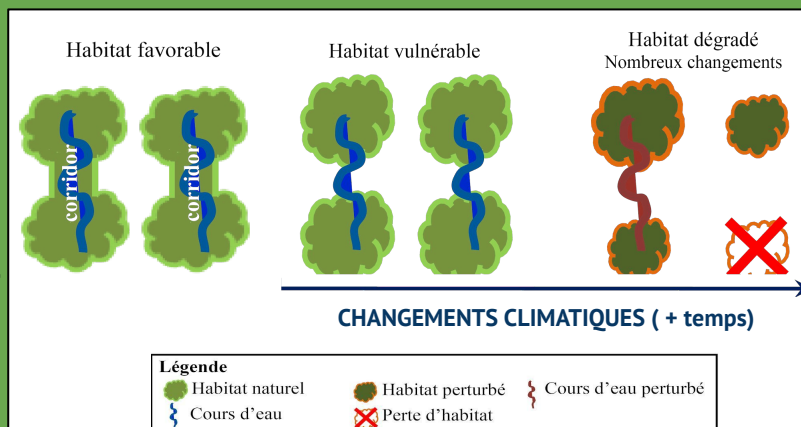 Habitat favorable
Habitat vulnérable
Habitat dégradé
Nombreux changements
corridor
corridor
CHANGEMENTS CLIMATIQUES ( + temps)
Légende
Habitat naturel
Habitat perturbé
Cours d'eau perturbé
Cours d'eau
Perte d'habitat